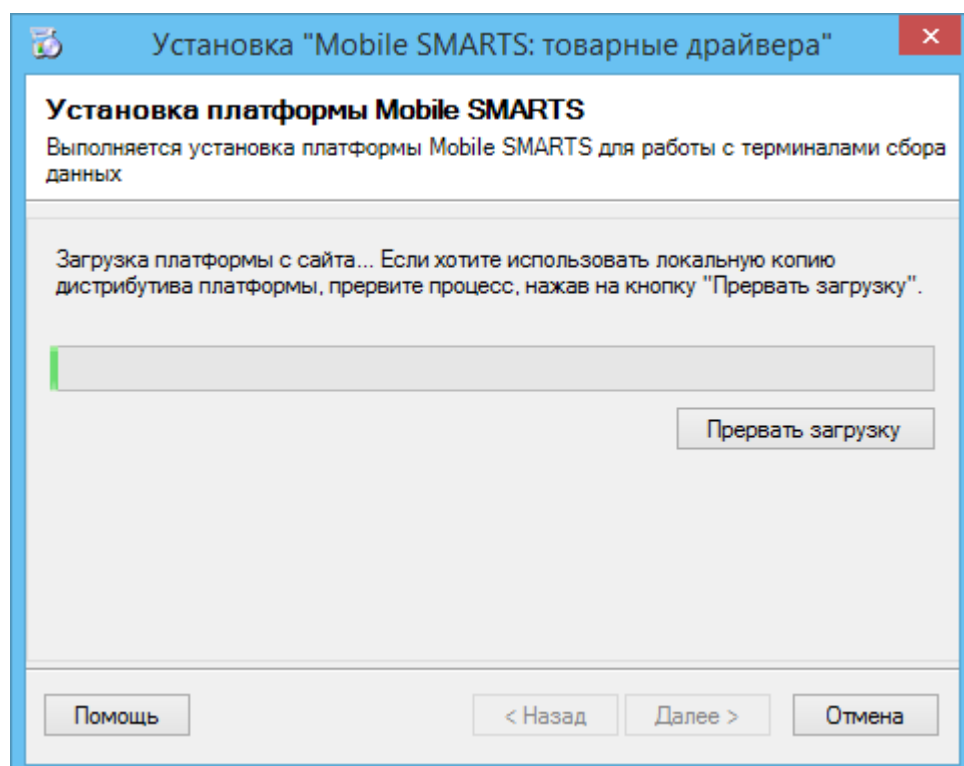 Установка "Mobile SMARTS: товарные драйвера"
Установка платформы Mobile SMARTS
Выполняется установка платформы Mobile SMARTS для работы с терминалами сбора
данных
Загрузка платформы с сайта... Если хотите использовать локальную копию
дистрибутива платформы, прервите процесс, нажав на кнопку "Прервать загрузку".
Прервать загрузку
Помощь
< Назад
Далее >
Отмена